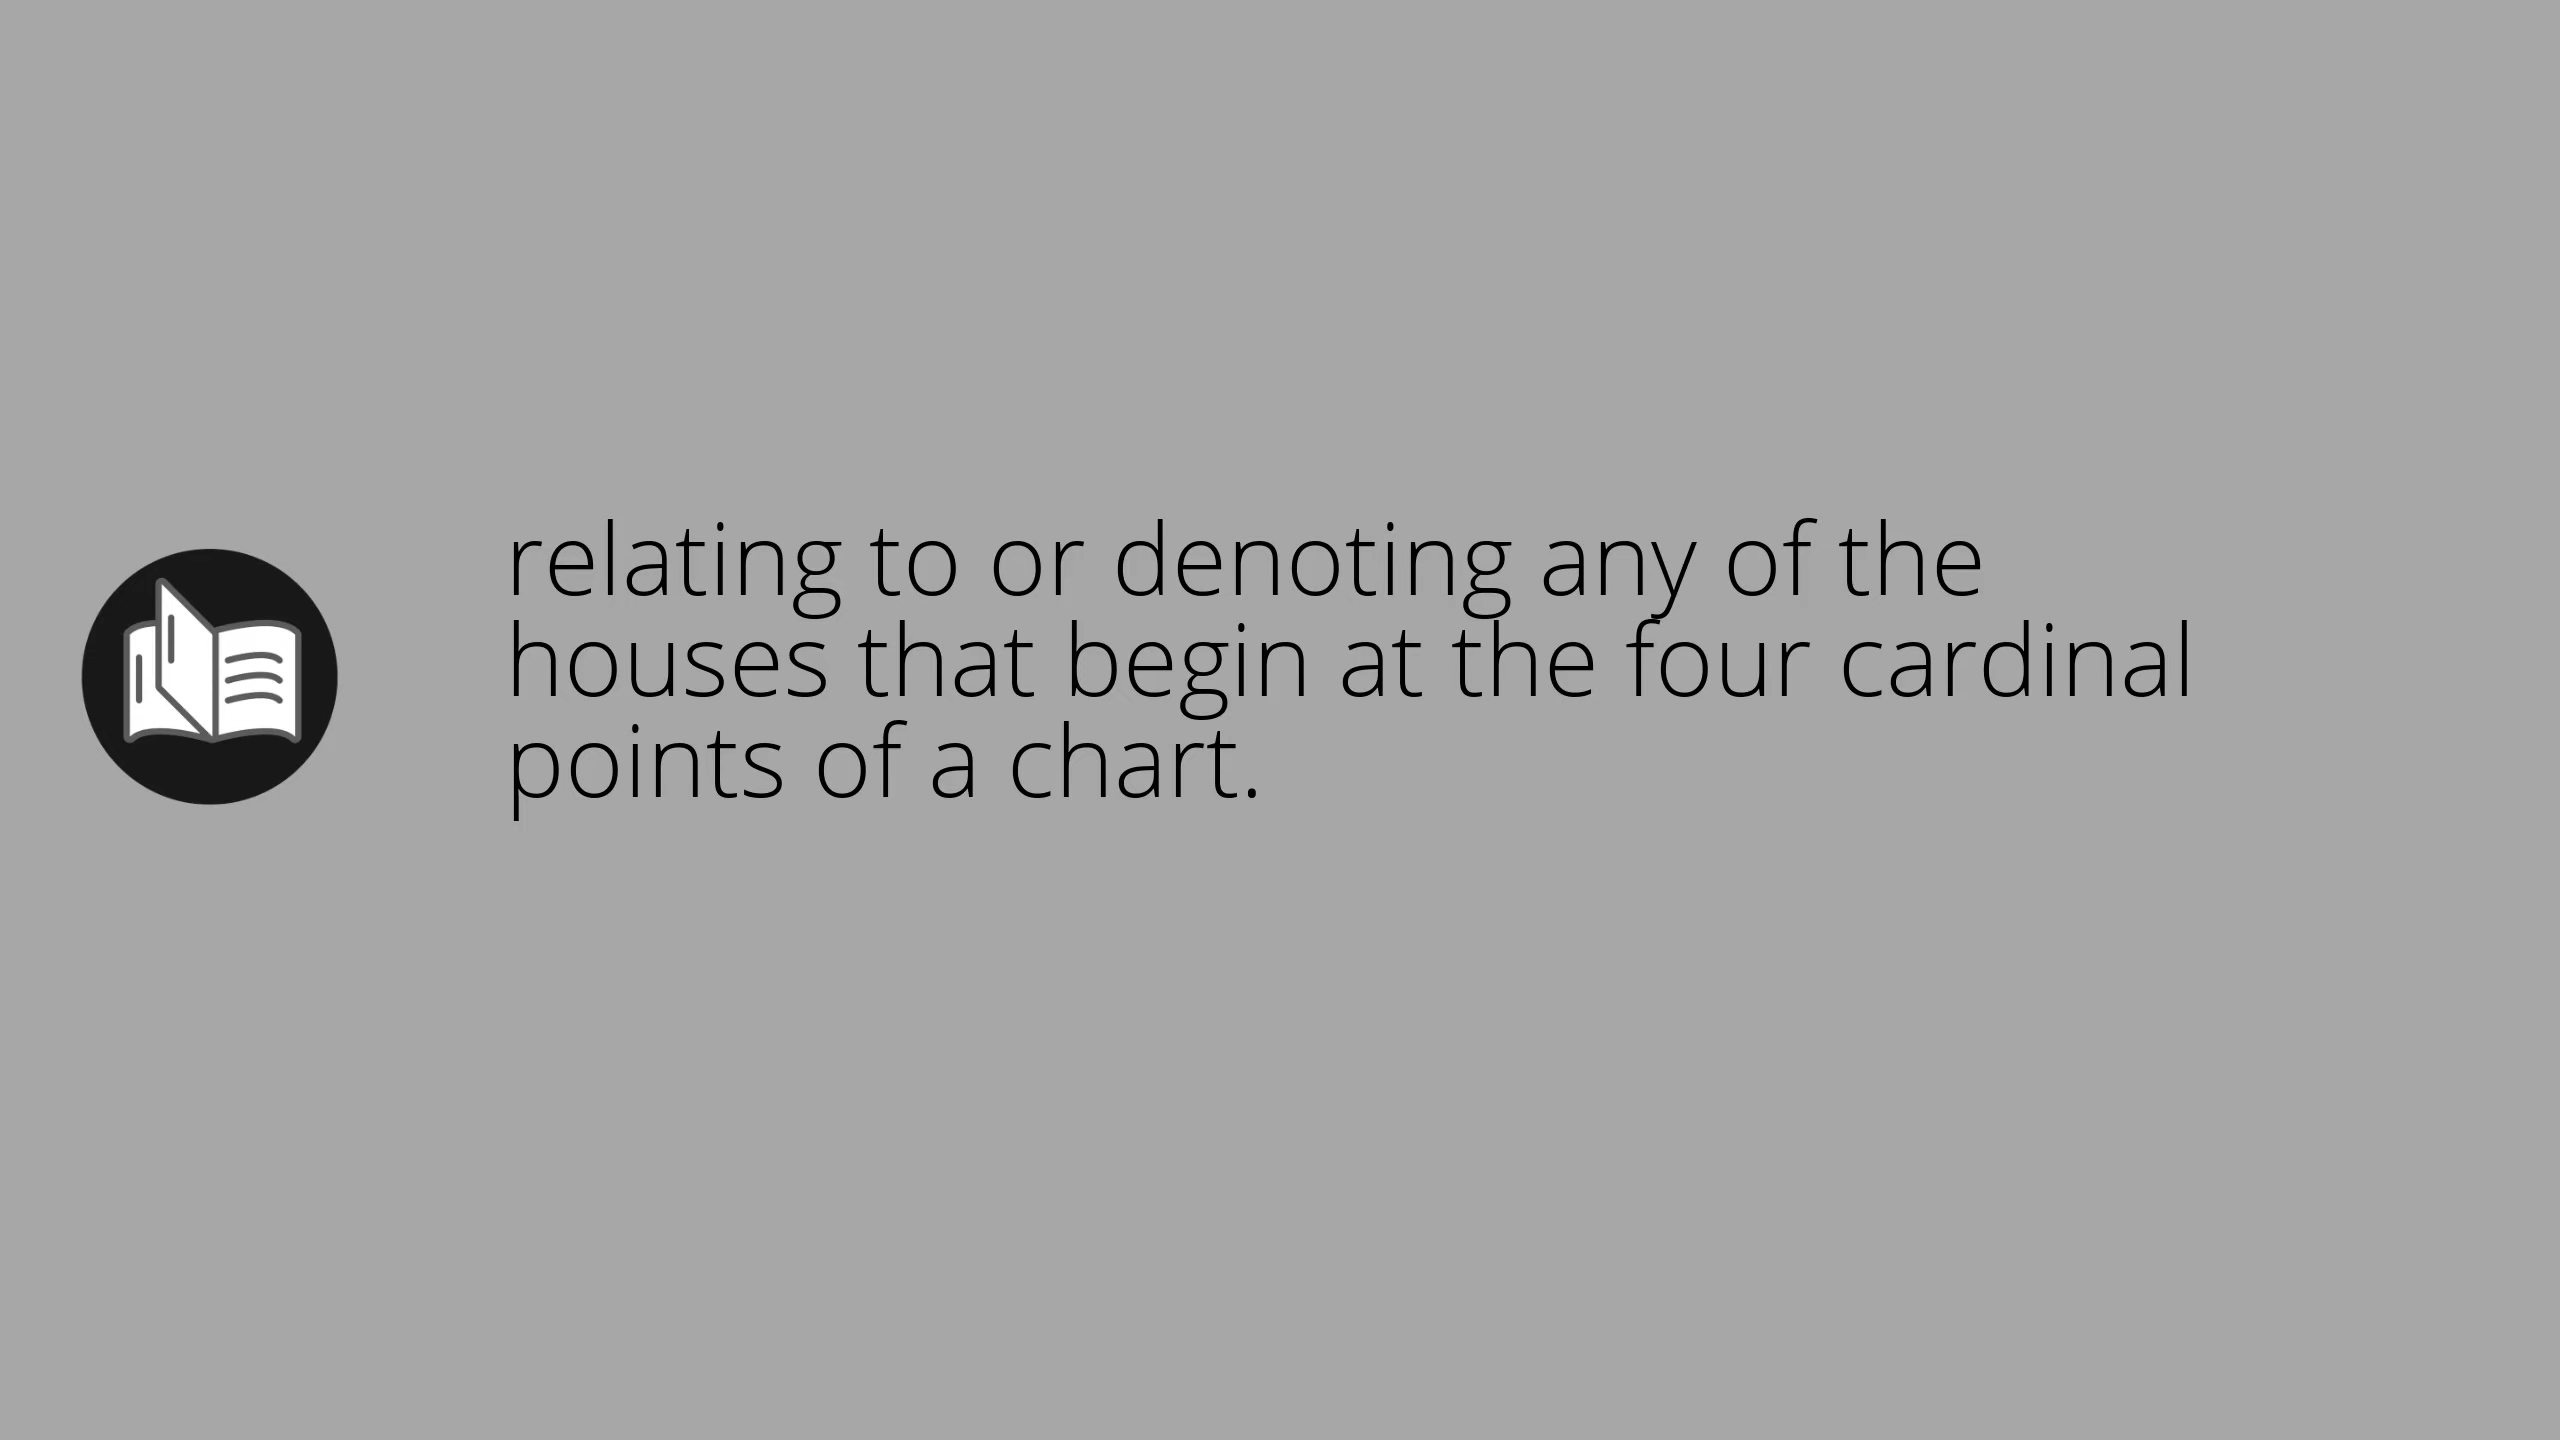 relating to or denoting any of the
houses that begin at the four cardinal
points of a chart.